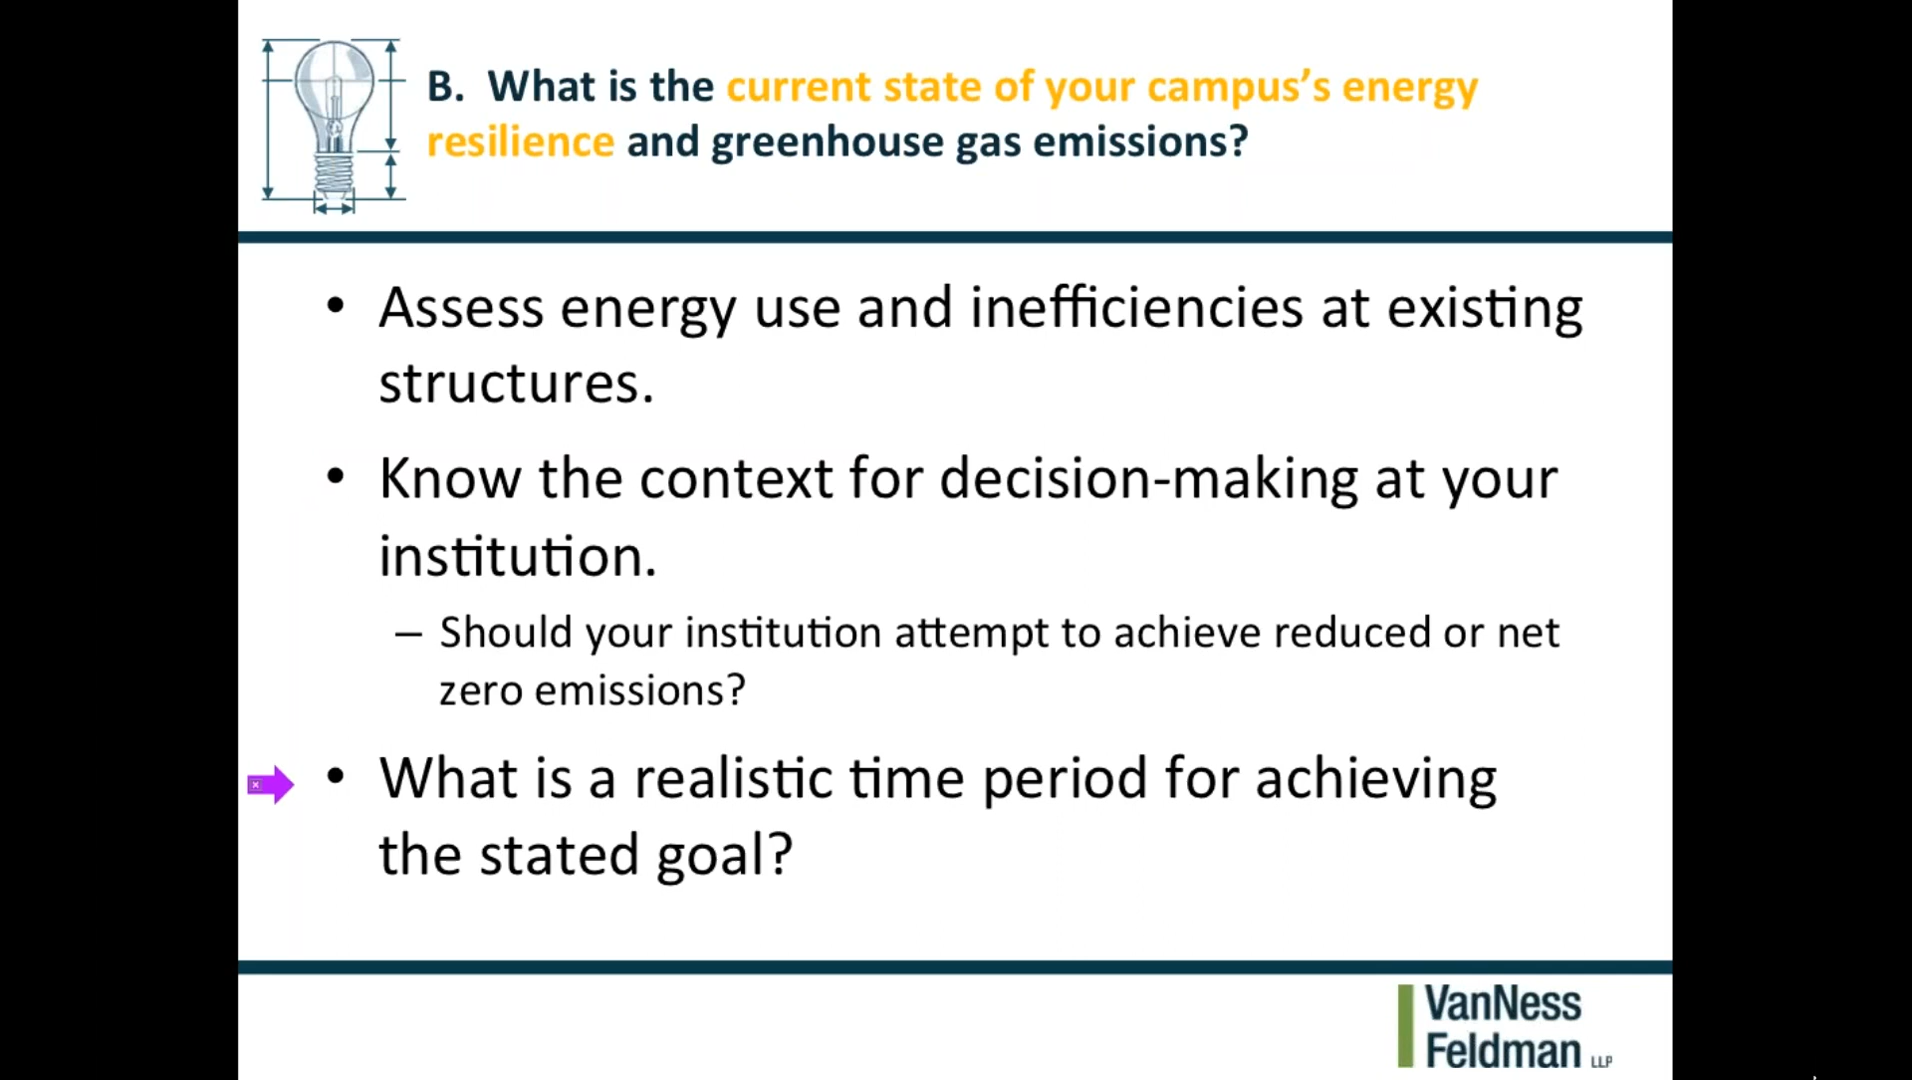 B. What is the current state of your campus’s energy
resilience and greenhouse gas emissions?
• Assess energy use and inefficiencies at existing
structures.
• Know the context for decision-making at your
institution.
– Should your institution attempt to achieve reduced or net
zero emissions?
• What is a realistic time period for achieving
the stated goal?
VanNess
Feldman LLP